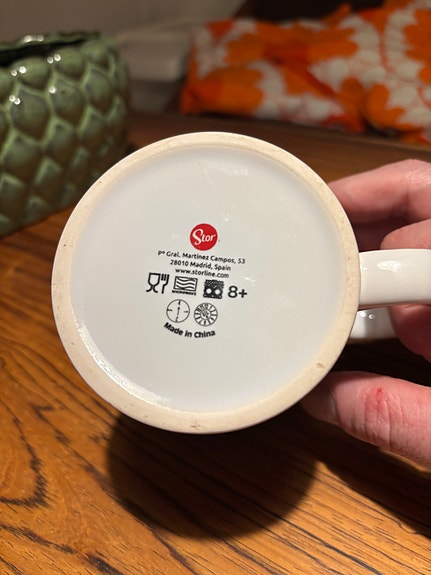 Stor
Pº Gral. Martínez Campos, 53
28010 Madrid, Spain
www.storline.com
8+
Made in China